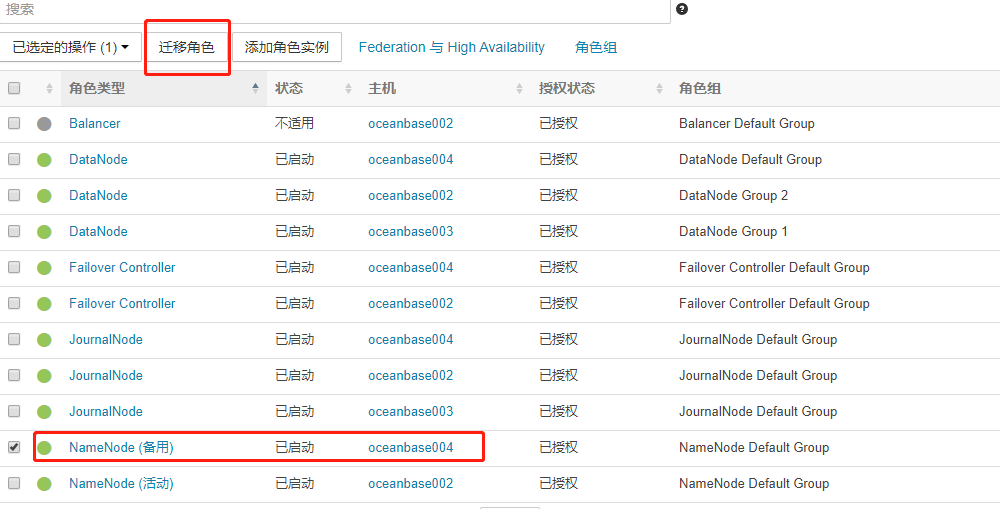 搜索
已选定的操作 (1) 迁移角色 添加角色实例 Federation 与 High Availability 角色组
角色类型 状态 主机 授权状态 角色组
Balancer 不适用 oceanbase002 已授权 Balancer Default Group
DataNode 已启动 oceanbase004 已授权 DataNode Default Group
DataNode 已启动 oceanbase002 已授权 DataNode Group 2
DataNode 已启动 oceanbase003 已授权 DataNode Group 1
Failover Controller 已启动 oceanbase004 已授权 Failover Controller Default Group
Failover Controller 已启动 oceanbase002 已授权 Failover Controller Default Group
JournalNode 已启动 oceanbase004 已授权 JournalNode Default Group
JournalNode 已启动 oceanbase002 已授权 JournalNode Default Group
JournalNode 已启动 oceanbase003 已授权 JournalNode Default Group
NameNode (备用) 已启动 oceanbase004 已授权 NameNode Default Group
NameNode (活动) 已启动 oceanbase002 已授权 NameNode Default Group